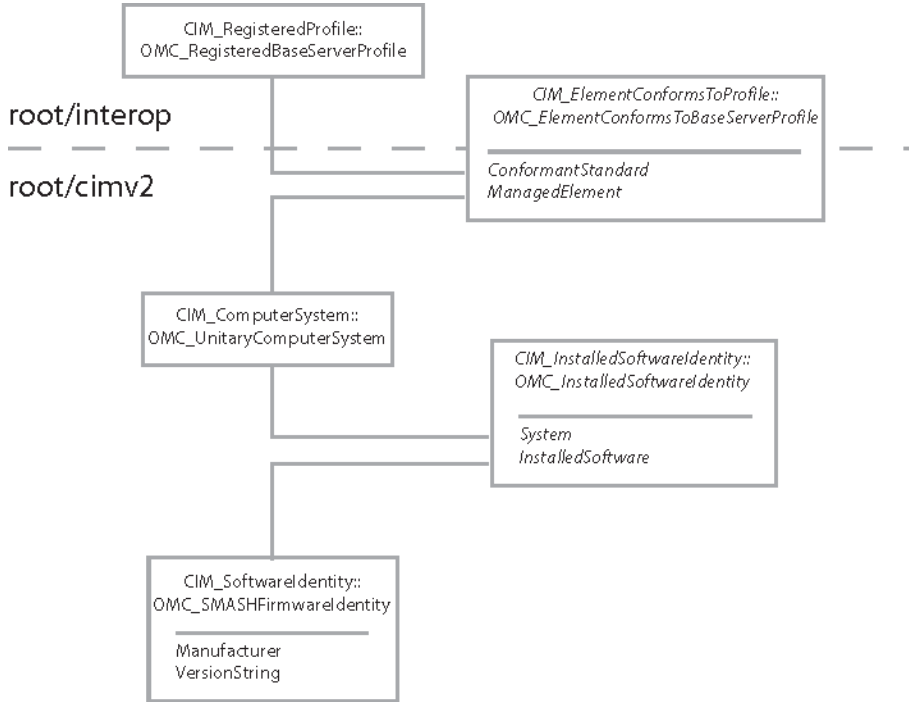 CIM_RegisteredProfile::
OMC_RegisteredBaseServerProfile
CIM_ElementConformsToProfile::
OMC_ElementConformsToBaseServerProfile
root/interop
ConformantStandard
ManagedElement
root/cimv2
CIM_ComputerSystem::
OMC_UnitaryComputerSystem
CIM_InstalledSoftwareIdentity::
OMC_InstalledSoftwareIdentity
System
InstalledSoftware
CIM_SoftwareIdentity::
OMC_SMASHFirmwareIdentity
Manufacturer
VersionString